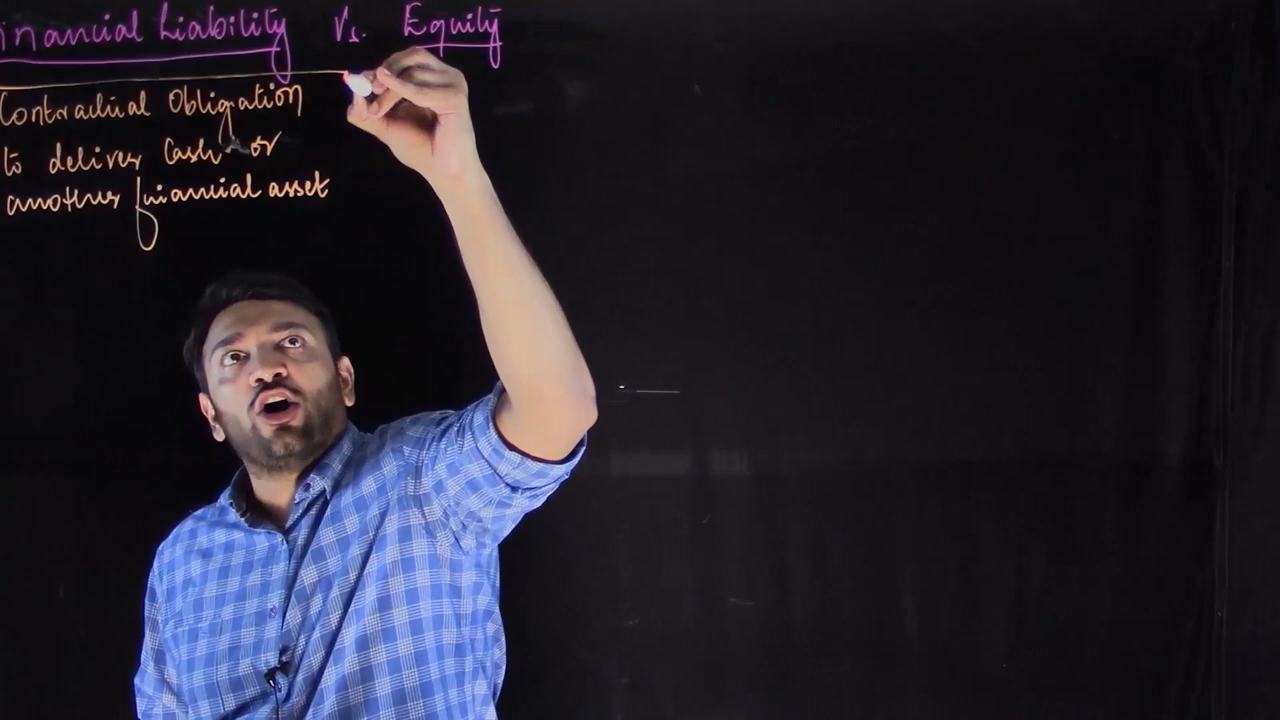 inancial Liability Vs. Equity
Contractual Obligation
to deliver Cash or
another financial asset